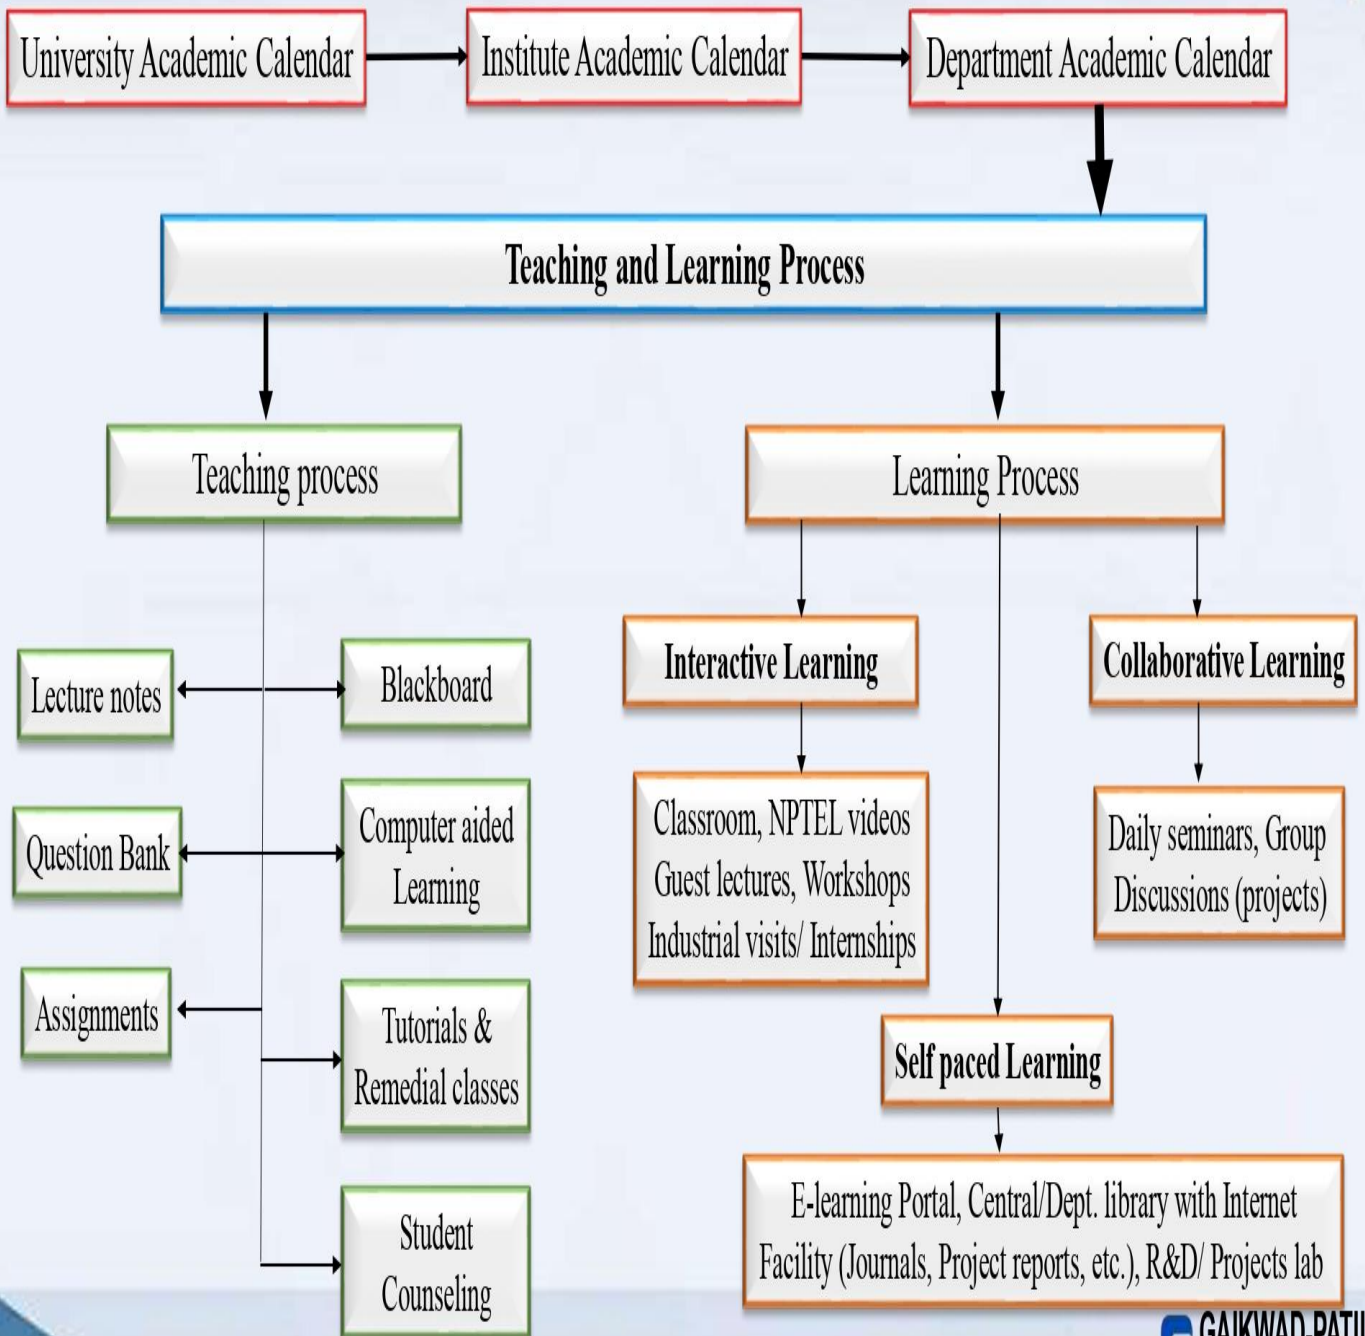 University Academic Calendar
Institute Academic Calendar
Department Academic Calendar
Teaching and Learning Process
Teaching process
Learning Process
Lecture notes
Blackboard
Question Bank
Computer aided
Learning
Assignments
Tutorials &
Remedial classes
Student
Counseling
Interactive Learning
Classroom, NPTEL videos
Guest lectures, Workshops
Industrial visits/ Internships
Collaborative Learning
Daily seminars, Group
Discussions (projects)
Self paced Learning
E-learning Portal, Central/Dept. library with Internet
Facility (Journals, Project reports, etc.), R&D/ Projects lab
GAIKWAD-PATIL